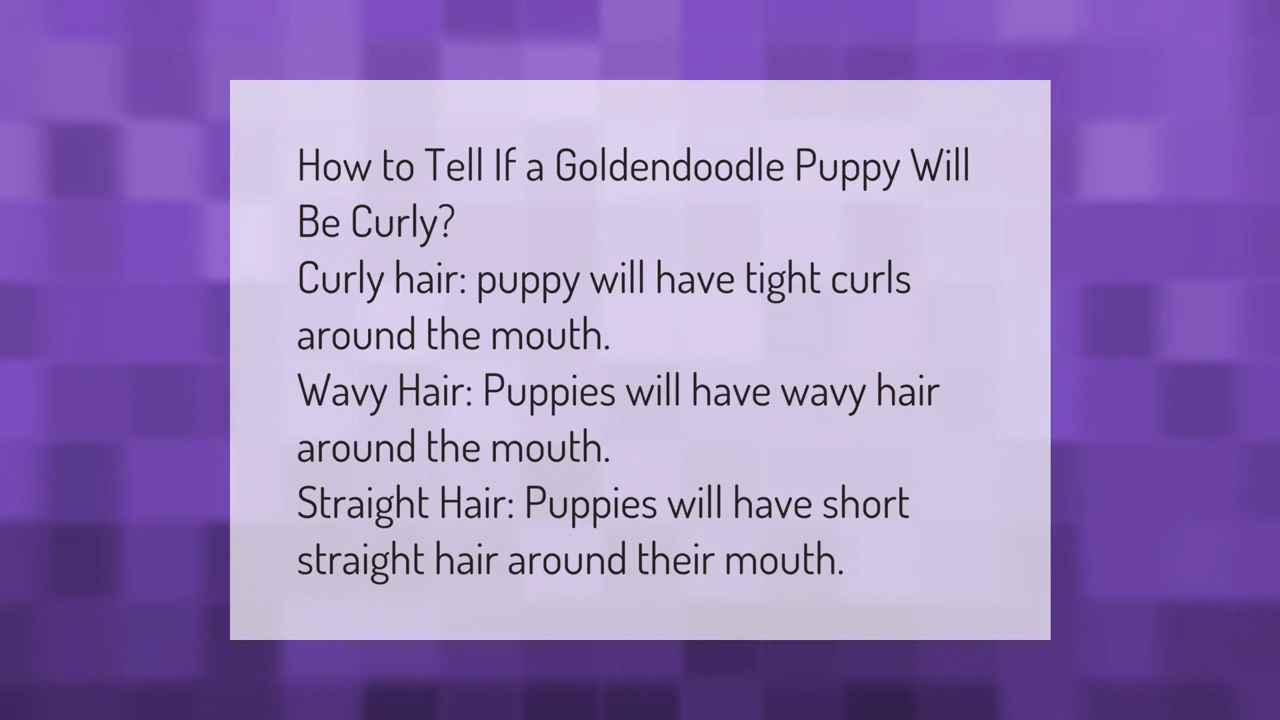 How to Tell If a Goldendoodle Puppy Will
Be Curly?
Curly hair: puppy will have tight curls
around the mouth.
Wavy Hair: Puppies will have wavy hair
around the mouth.
Straight Hair: Puppies will have short
straight hair around their mouth.